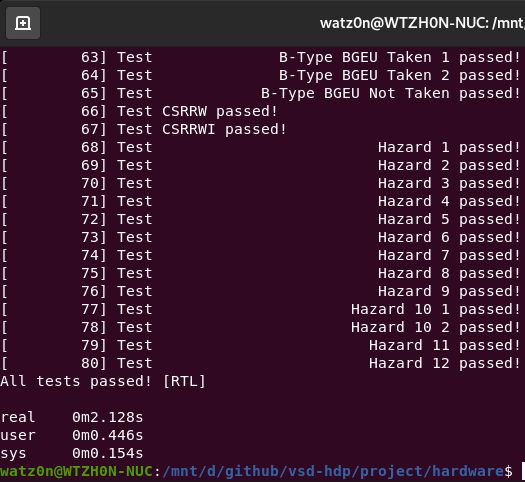 watz0n@WTZH0N-NUC: /mnt/
[        63] Test              B-Type BGEU Taken 1 passed!
[        64] Test              B-Type BGEU Taken 2 passed!
[        65] Test            B-Type BGEU Not Taken passed!
[        66] Test CSRRW passed!
[        67] Test CSRRWI passed!
[        68] Test                         Hazard 1 passed!
[        69] Test                         Hazard 2 passed!
[        70] Test                         Hazard 3 passed!
[        71] Test                         Hazard 4 passed!
[        72] Test                         Hazard 5 passed!
[        73] Test                         Hazard 6 passed!
[        74] Test                         Hazard 7 passed!
[        75] Test                         Hazard 8 passed!
[        76] Test                         Hazard 9 passed!
[        77] Test                      Hazard 10 1 passed!
[        78] Test                      Hazard 10 2 passed!
[        79] Test                        Hazard 11 passed!
[        80] Test                        Hazard 12 passed!
All tests passed! [RTL]
real    0m2.128s
user    0m0.446s
sys     0m0.154s
watz0n@WTZH0N-NUC:/mnt/d/github/vsd-hdp/project/hardware$